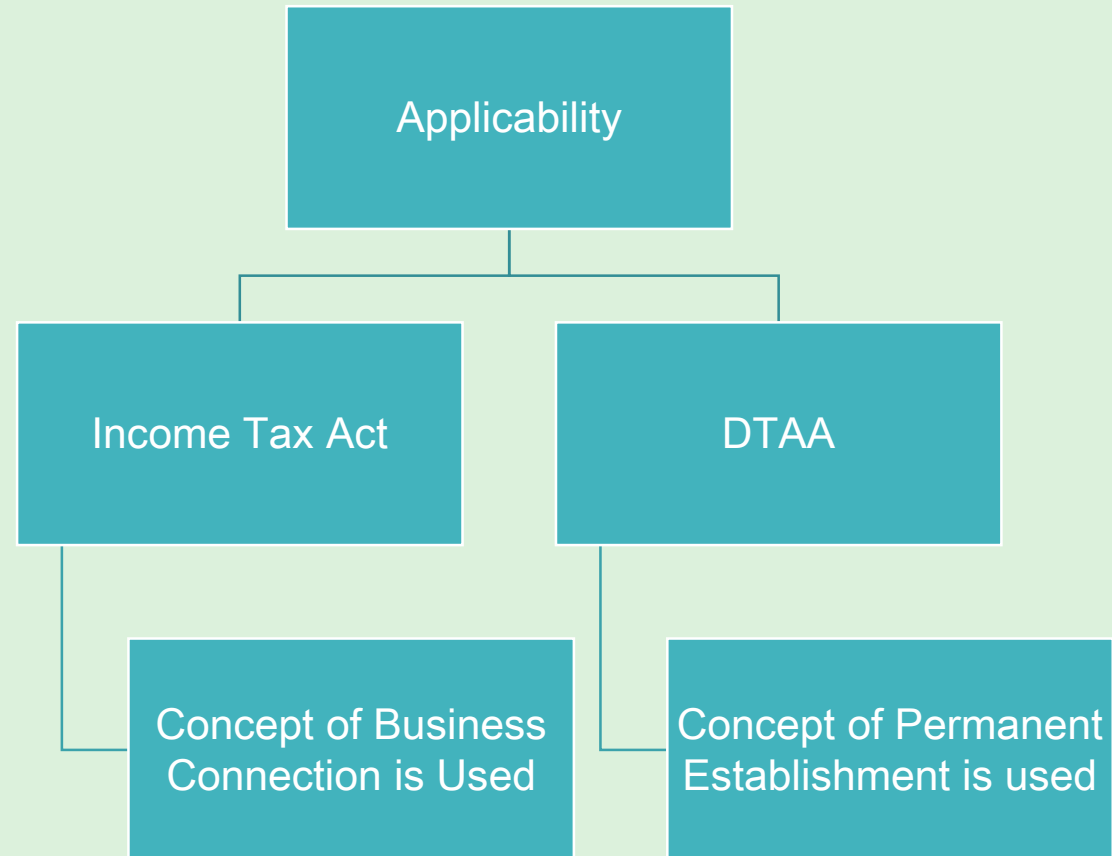 Applicability
Income Tax Act
DTAA
Concept of Business
Connection is Used
Concept of Permanent
Establishment is used